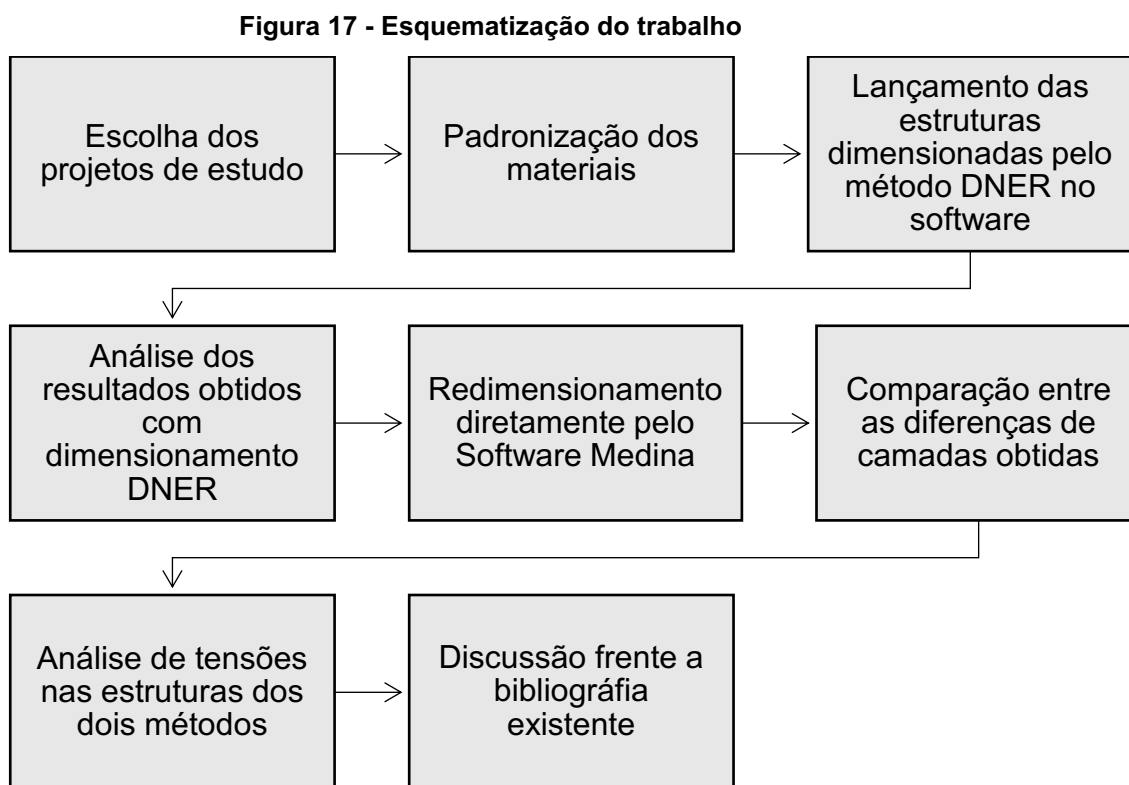 Figura 17 - Esquematização do trabalho
Escolha dos
projetos de estudo
Padronização dos
materiais
Lançamento das
estruturas
dimensionadas pelo
método DNER no
software
Análise dos
resultados obtidos
com
dimensionamento
DNER
Redimensionamento
diretamente pelo
Software Medina
Comparação entre
as diferenças de
camadas obtidas
Análise de tensões
nas estruturas dos
dois métodos
Discussão frente a
bibliográfia
existente